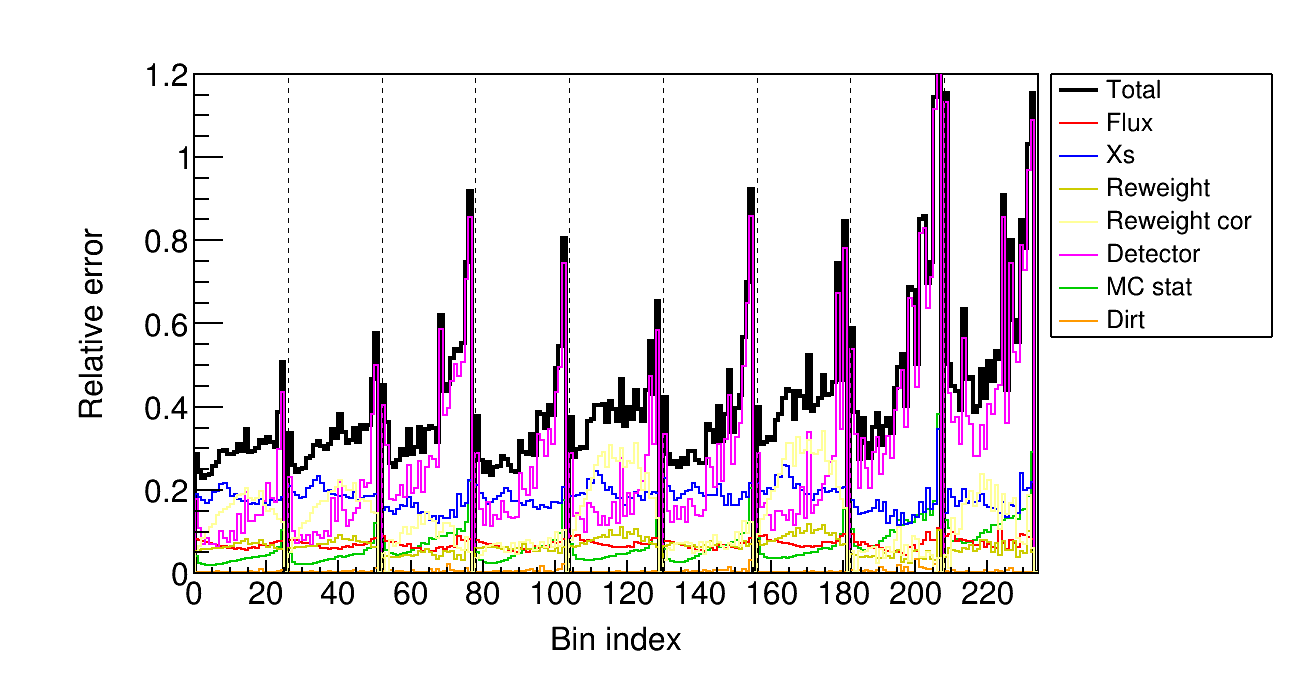 1.2
1
0.8
0.6
0.4
0.2
0
Relative error
0 20 40 60 80 100 120 140 160 180 200 220
Bin index
Total
Flux
Xs
Reweight
Reweight cor
Detector
MC stat
Dirt